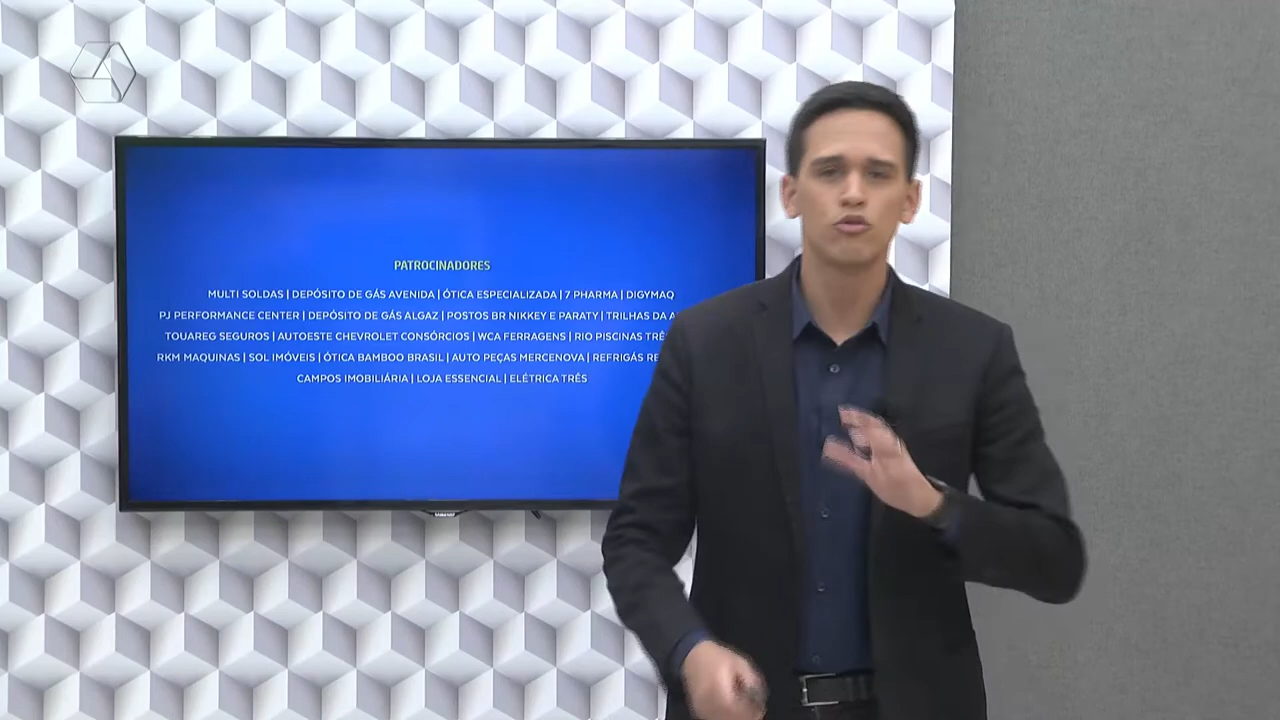 PATROCINADORES
MULTI SOLDAS | DEPÓSITO DE GÁS AVENIDA | ÓTICA ESPECIALIZADA | 7 PHARMA | DIGYMAQ
PJ PERFORMANCE CENTER | DEPÓSITO DE GÁS ALGAZ | POSTOS BR NIKKEY E PARATY | TRILHAS DA
TOUAREG SEGUROS | AUTOESTE CHEVROLET CONSÓRCIOS | WCA FERRAGENS | RIO PISCINAS
RKM MAQUINAS | SOL IMÓVEIS | ÓTICA BAMBOO BRASIL | AUTO PEÇAS MERCENOVA | REFRIGÁS
CAMPOS IMOBILIÁRIA | LOJA ESSENCIAL | ELÉTRICA TRÊS